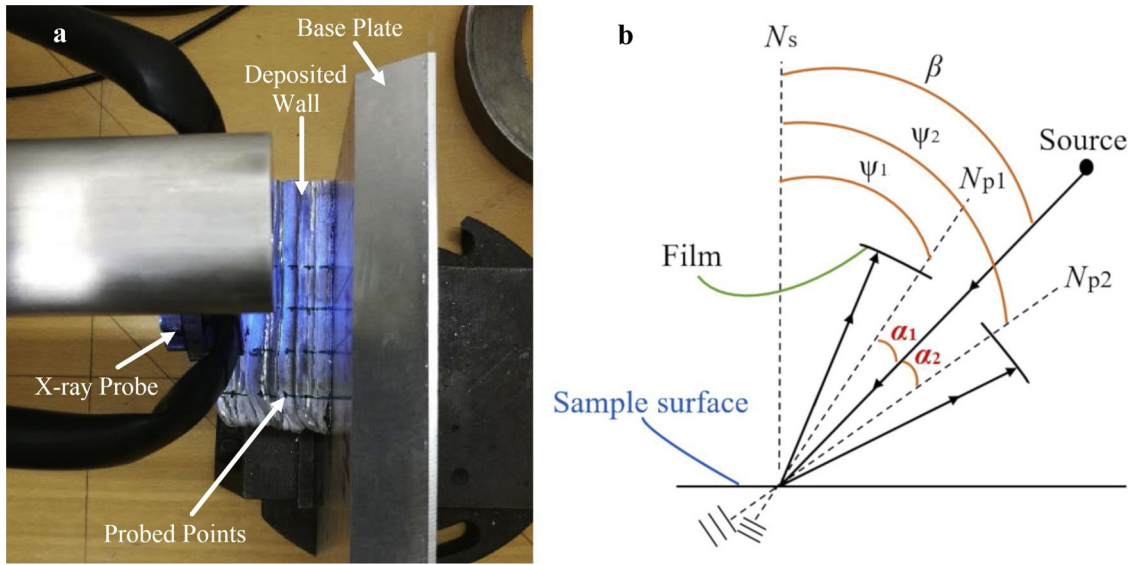 a
Base Plate
Deposited
Wall
X-ray Probe
Probed Points
b
Ns
β
ψ2
ψ1
Source
Np1
Film
Np2
α1
α2
Sample surface